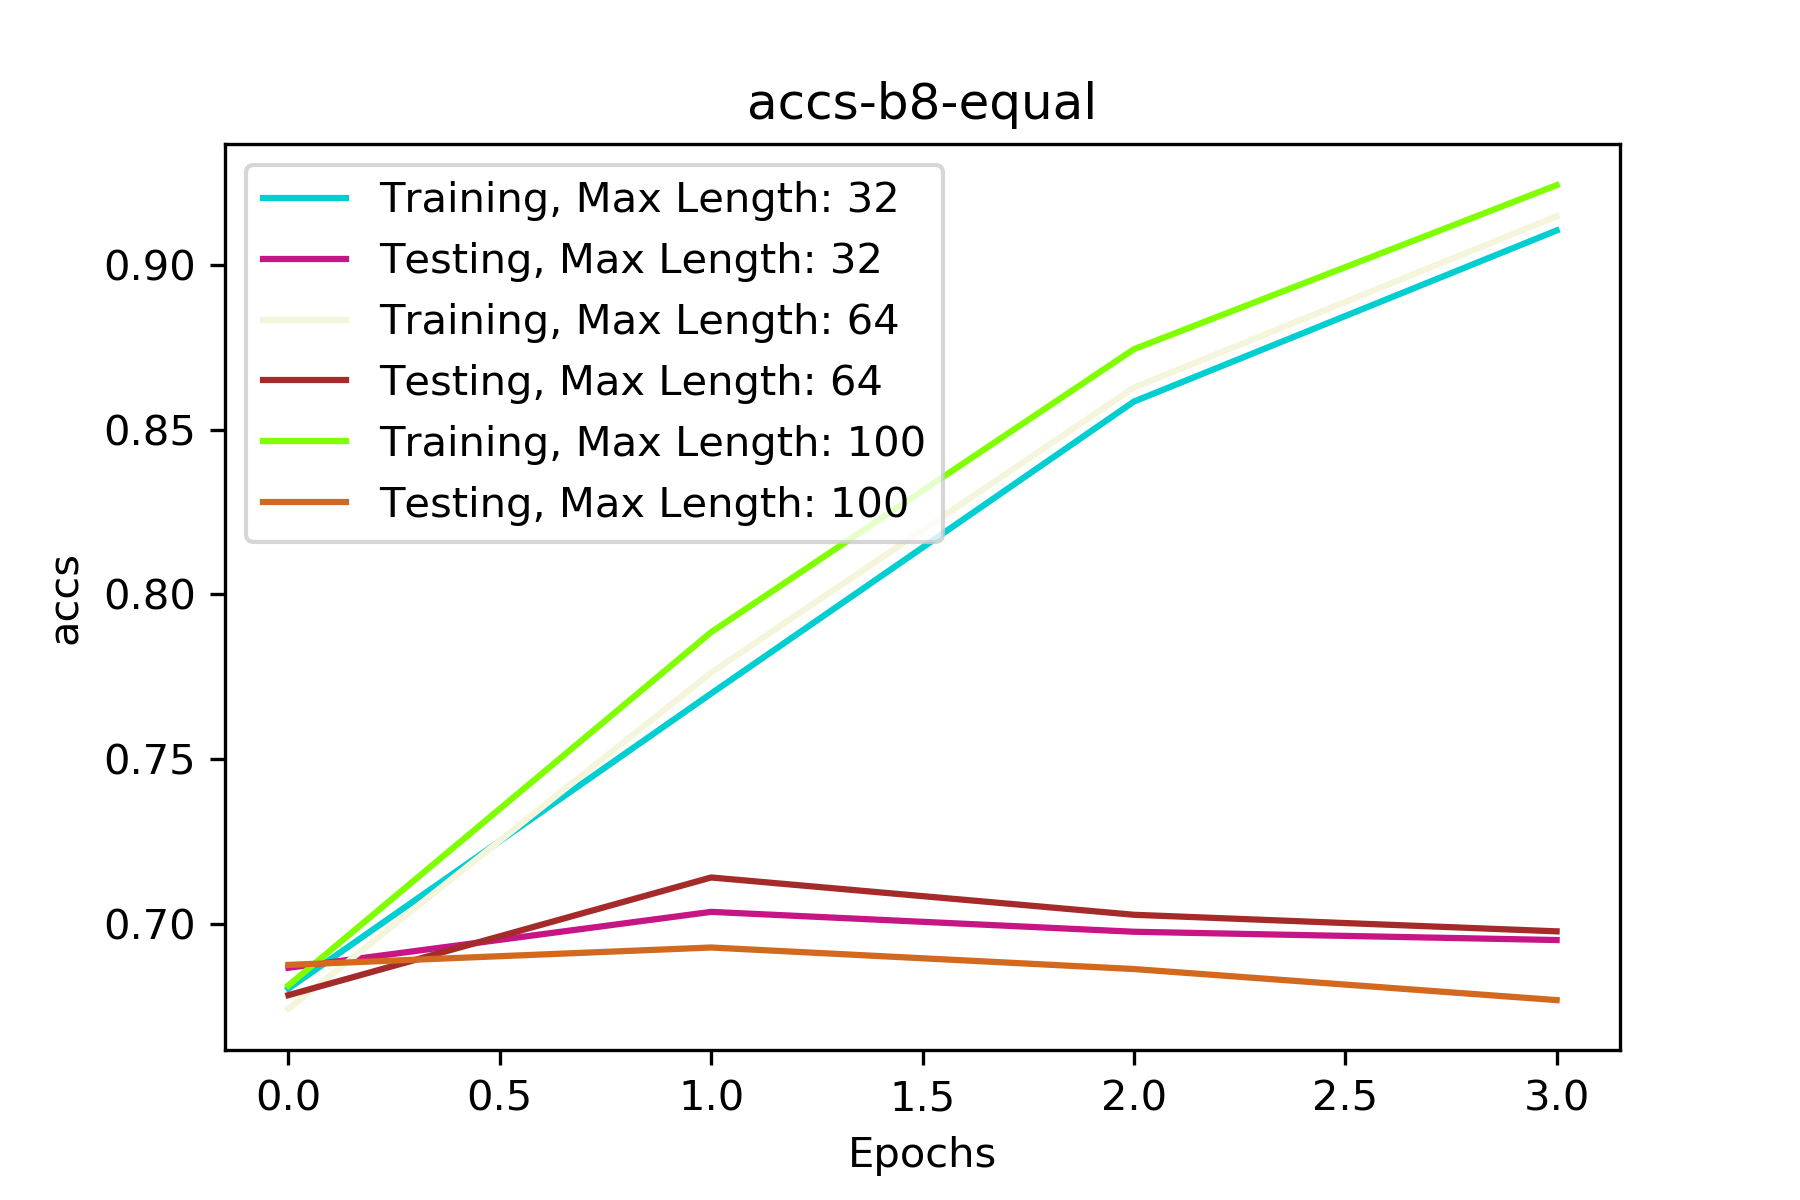 accs-b8-equal
Training, Max Length: 32
Testing, Max Length: 32
Training, Max Length: 64
Testing, Max Length: 64
Training, Max Length: 100
Testing, Max Length: 100
accs
0.90
0.85
0.80
0.75
0.70
0.0 0.5 1.0 1.5 2.0 2.5 3.0
Epochs